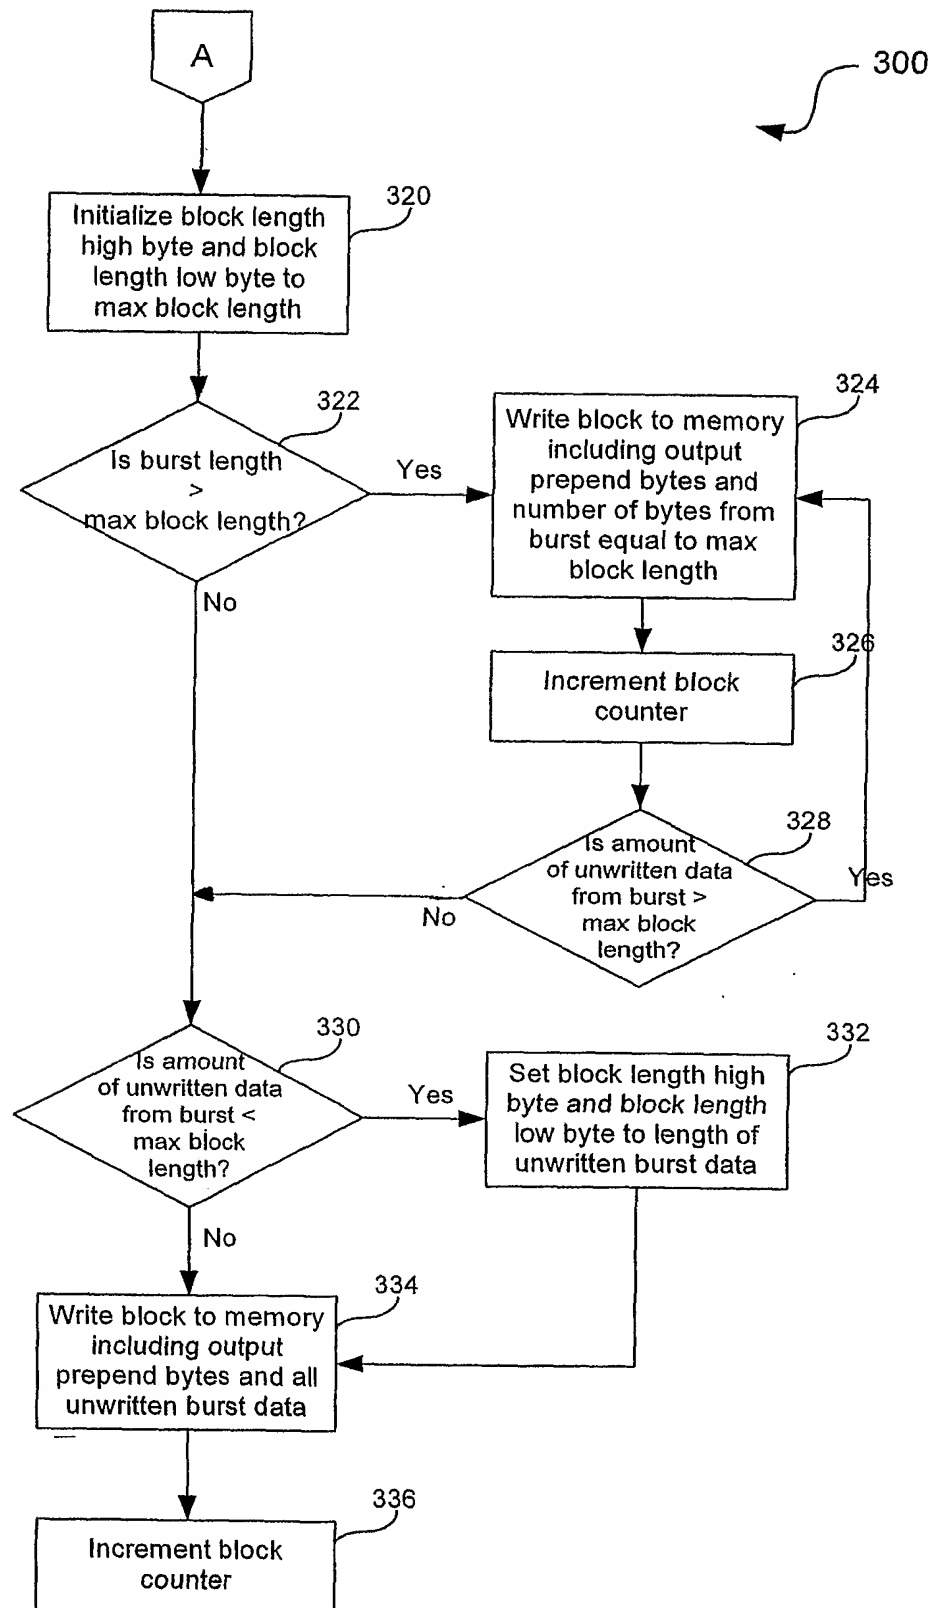 A
300
320
Initialize block length
high byte and block
length low byte to
max block length
322
Is burst length
>
max block length?
Yes
No
324
Write block to memory
including output
prepend bytes and
number of bytes from
burst equal to max
block length
326
Increment block
counter
328
Is amount
of unwritten data
from burst >
max block
length?
Yes
No
330
Is amount
of unwritten data
from burst <
max block
length?
Yes
No
332
Set block length high
byte and block length
low byte to length of
unwritten burst data
334
Write block to memory
including output
prepend bytes and all
unwritten burst data
336
Increment block
counter